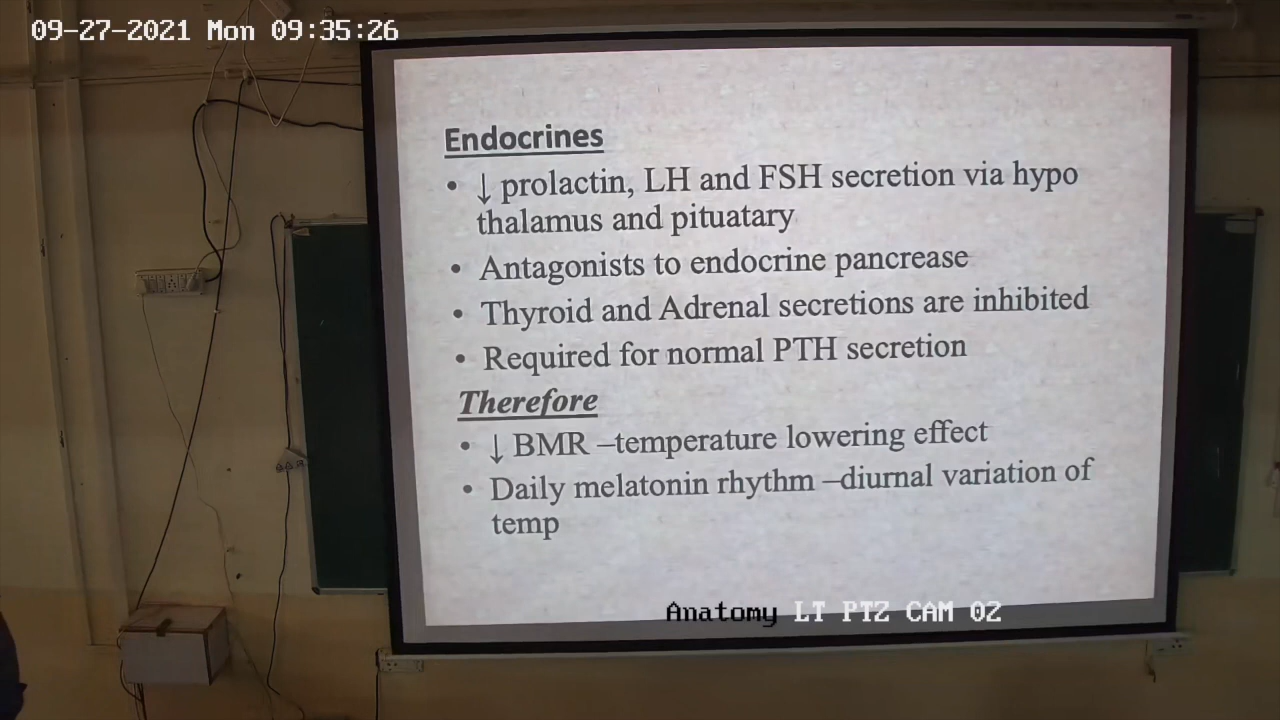 09-27-2021 Mon 09:35:26
Endocrines
• ↓ prolactin, LH and FSH secretion via hypo
thalamus and pituatary
• Antagonists to endocrine pancrease
• Thyroid and Adrenal secretions are inhibited
• Required for normal PTH secretion
Therefore
• ↓ BMR –temperature lowering effect
• Daily melatonin rhythm –diurnal variation of
temp
Anatomy LT PTZ CAM 02